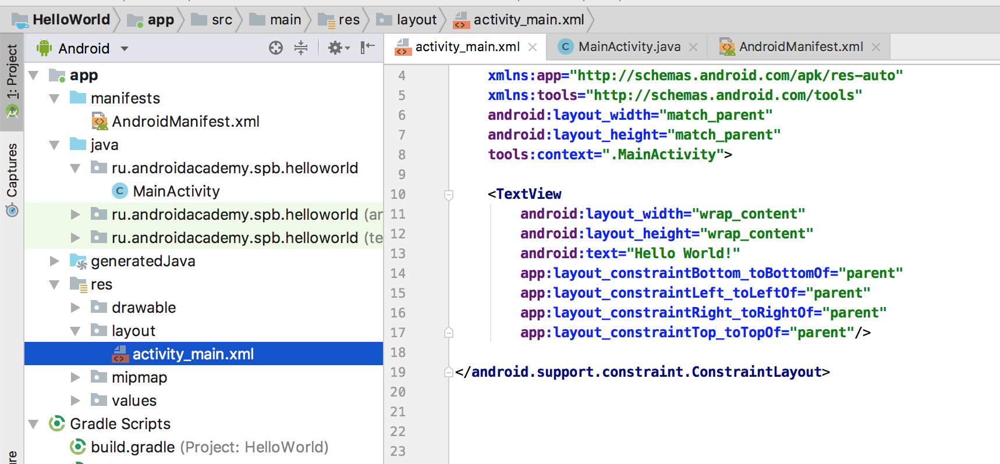 HelloWorld app src main res layout activity_main.xml
1: Project
Captures
Android
app
manifests
AndroidManifest.xml
java
ru.androidacademy.spb.helloworld
MainActivity
ru.androidacademy.spb.helloworld (an
ru.androidacademy.spb.helloworld (te
generatedJava
res
drawable
layout
activity_main.xml
mipmap
values
Gradle Scripts
build.gradle (Project: HelloWorld)
activity_main.xml MainActivity.java AndroidManifest.xml
4 xmlns:app="http://schemas.android.com/apk/res-auto"
5 xmlns:tools="http://schemas.android.com/tools"
6 android:layout_width="match_parent"
7 android:layout_height="match_parent"
8 tools:context=".MainActivity">
9
10 <TextView
11 android:layout_width="wrap_content"
12 android:layout_height="wrap_content"
13 android:text="Hello World!"
14 app:layout_constraintBottom_toBottomOf="parent"
15 app:layout_constraintLeft_toLeftOf="parent"
16 app:layout_constraintRight_toRightOf="parent"
17 app:layout_constraintTop_toTopOf="parent"/>
18
19 </android.support.constraint.ConstraintLayout>
20
21
22
23